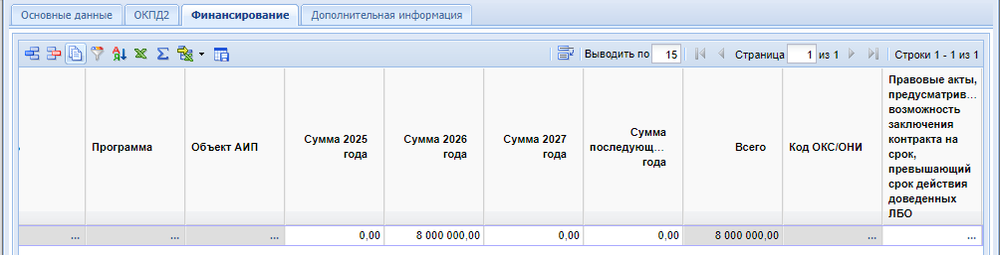 Основные данные ОКПД2 Финансирование Дополнительная информация
Выводить по 15 Страница 1 из 1 Строки 1 - 1 из 1
Программа
Объект АИП
Сумма 2025
года
Сумма 2026
года
Сумма 2027
года
Сумма
последующ...
года
Всего
Код ОКС/ОНИ
Правовые акты,
предусматрив...
возможность
заключения
контракта на
срок,
превышающий
срок действия
доведенных
ЛБО
... ... ... 0,00 8 000 000,00 0,00 0,00 8 000 000,00 ... ...